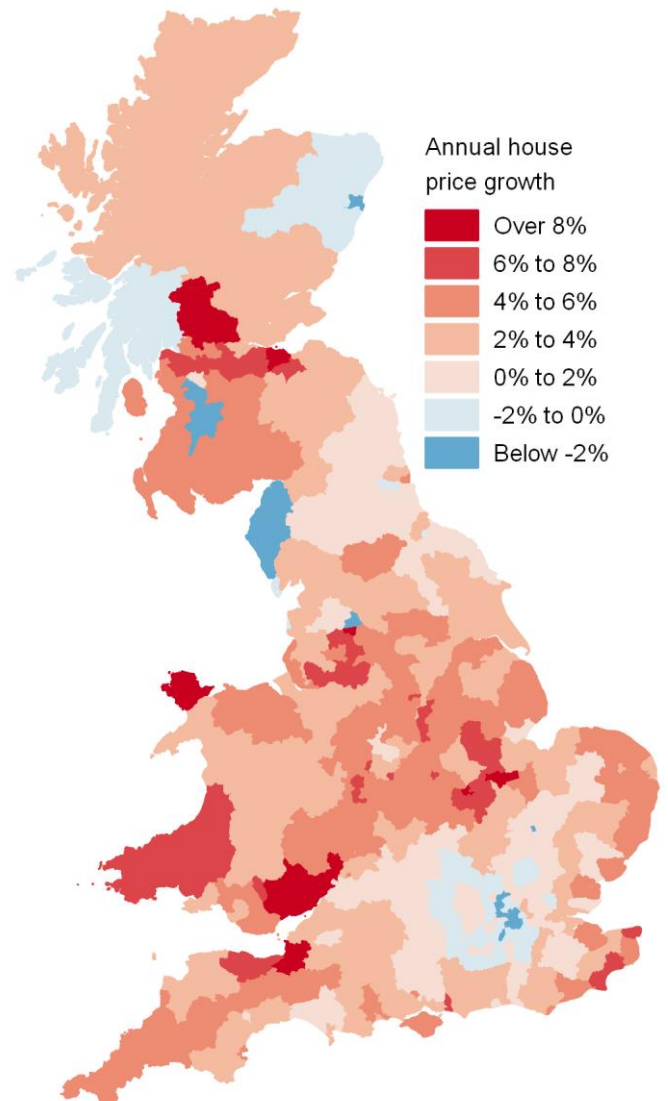 Annual house
price growth
Over 8%
6% to 8%
4% to 6%
2% to 4%
0% to 2%
-2% to 0%
Below -2%